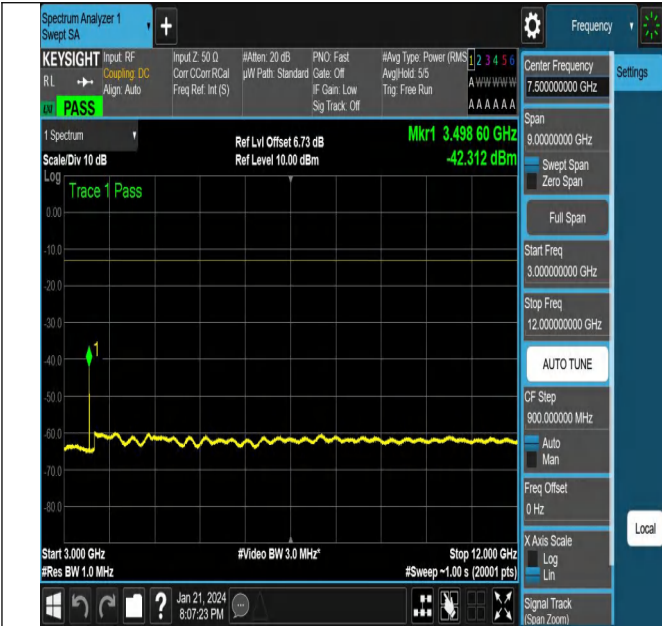 Spectrum Analyzer 1
Swept SA
+
Frequency
KEYSIGHT
RL
LXI
PASS
Input: RF
Coupling: DC
Align: Auto
Input Z: 50 Ω
Corr CCorr RCal
Freq Ref: Int (S)
#Atten: 20 dB
µW Path: Standard
PNO: Fast
Gate: Off
IF Gain: Low
Sig Track: Off
#Avg Type: Power (RMS
Avg|Hold: 5/5
Trig: Free Run
1 2 3 4 5 6
A W W W W W
A A A A A A
1 Spectrum
Scale/Div 10 dB
Ref Lvl Offset 6.73 dB
Ref Level 10.00 dBm
Mkr1 3.498 60 GHz
-42.312 dBm
Log
Trace 1 Pass
0.00
-10.0
-20.0
-30.0
1
-40.0
-50.0
-60.0
-70.0
-80.0
Start 3.000 GHz
#Res BW 1.0 MHz
#Video BW 3.0 MHz*
Stop 12.000 GHz
#Sweep ~1.00 s (20001 pts)
?
Jan 21, 2024
8:07:23 PM
Center Frequency
7.500000000 GHz
Settings
Span
9.00000000 GHz
Swept Span
Zero Span
Full Span
Start Freq
3.000000000 GHz
Stop Freq
12.000000000 GHz
AUTO TUNE
CF Step
900.000000 MHz
Auto
Man
Freq Offset
0 Hz
Local
X Axis Scale
Log
Lin
Signal Track
(Span Zoom)